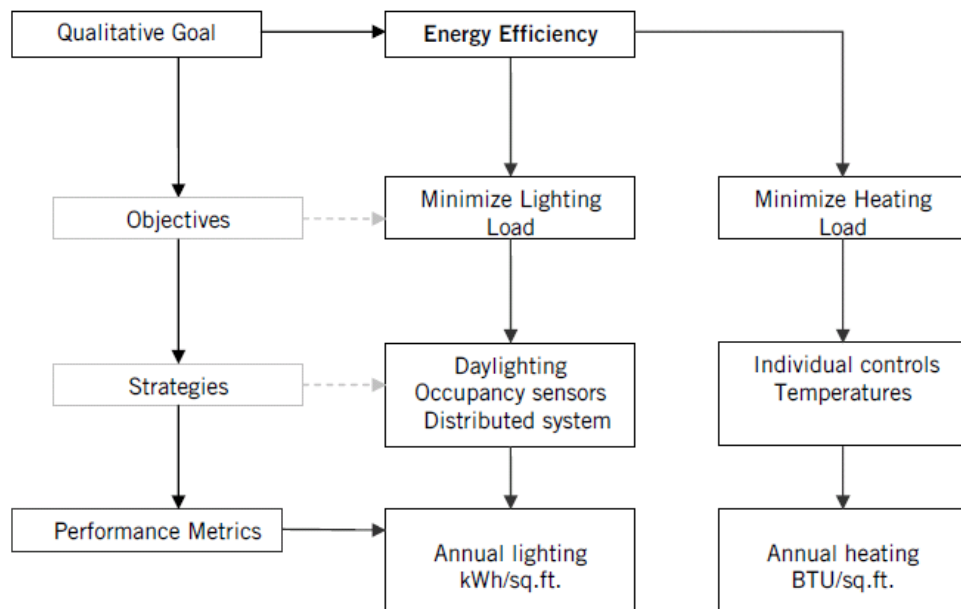 Qualitative Goal
Energy Efficiency
Objectives
Minimize Lighting
Load
Minimize Heating
Load
Strategies
Daylighting
Occupancy sensors
Distributed system
Individual controls
Temperatures
Performance Metrics
Annual lighting
kWh/sq.ft.
Annual heating
BTU/sq.ft.